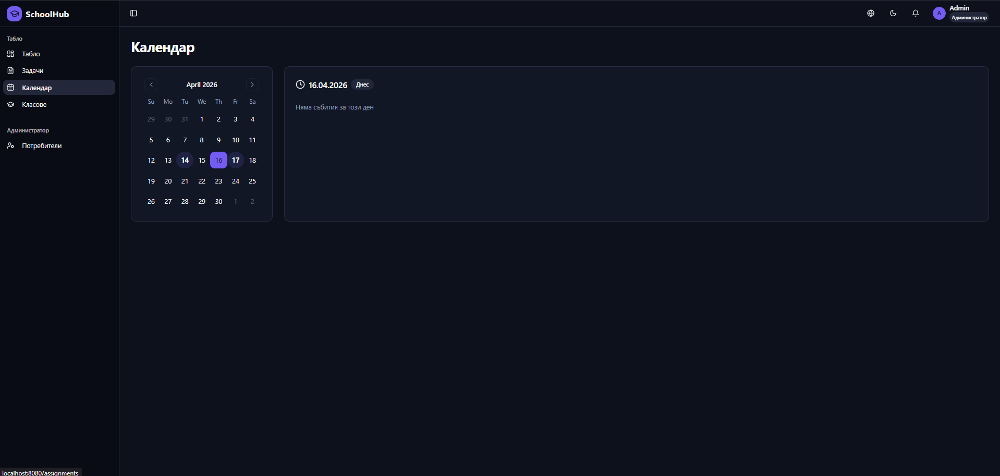 SchoolHub
Табло
Табло
Задачи
Календар
Класове
Администратор
Потребители
A
Admin
Администратор
Календар
April 2026
Su Mo Tu We Th Fr Sa
29 30 31 1 2 3 4
5 6 7 8 9 10 11
12 13 14 15 16 17 18
19 20 21 22 23 24 25
26 27 28 29 30 1 2
16.04.2026 Днес
Няма събития за този ден
localhost:8080/assignments